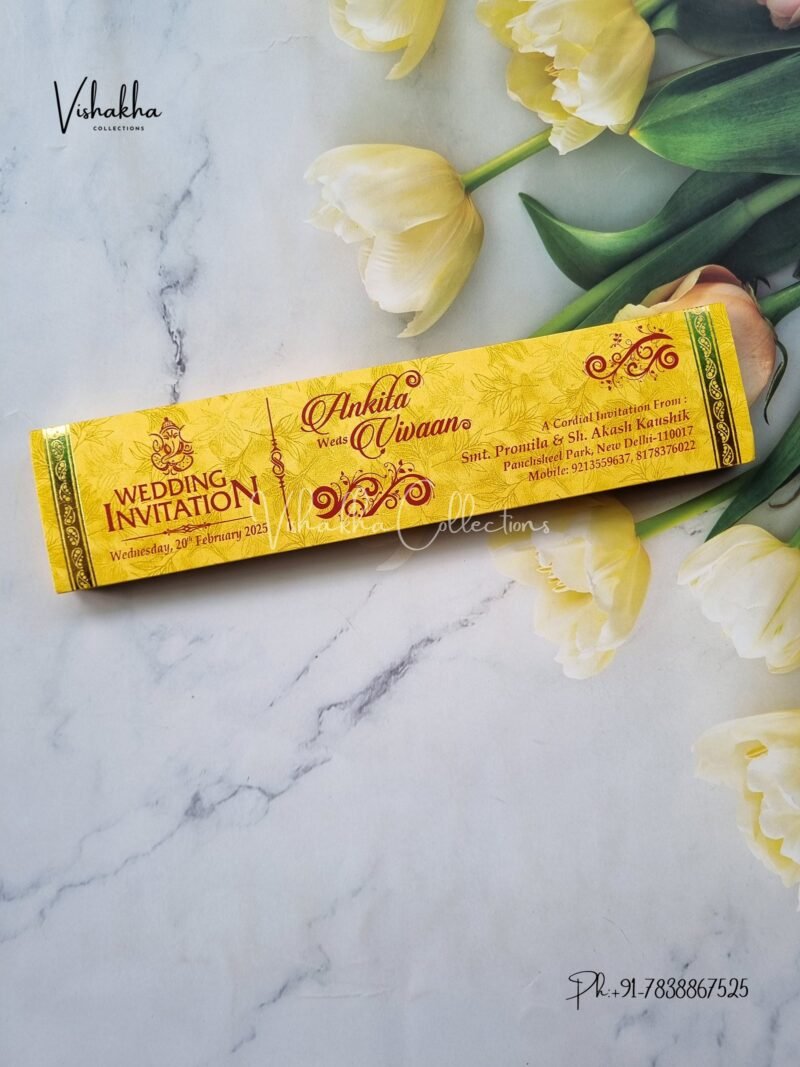 Vishakha
COLLECTIONS
WEDDING
INVITATION
Wednesday, 20th February 2025
Ankita
Weds Vivaan
A Cordial Invitation From :
Smt. Promila & Sh. Akash Kaushik
Panchsheel Park, New Delhi-110017
Mobile: 9213559637, 8178376022
Vishakha Collections
Ph:+91-7838867525